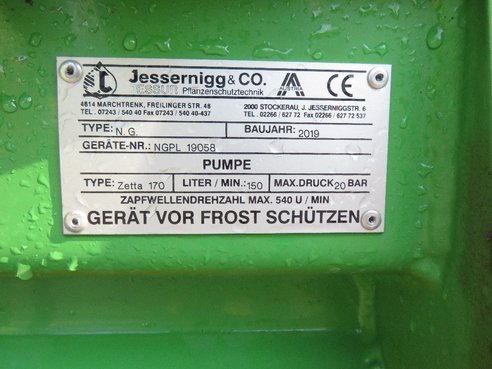 Jessernigg & CO.
TESSUR Pflanzenschutztechnik
AUSTRIA
CE
4614 MARCHTRENK, FREILINGER STR. 48
TEL. 07243 / 540 40 Fax 07243 / 540 40-437
2000 STOCKERAU, J. JESSERNIGGSTR. 6
TEL. 02266 / 627 72 Fax 02266 / 627 72 537
TYPE: N.G. BAUJAHR: 2019
GERÄTE-NR.: NGPL 19058
PUMPE
TYPE: Zetta 170 LITER / MIN.: 150 MAX.DRUCK 20 BAR
ZAPFWELLENDREHZAHL MAX. 540 U / MIN
GERÄT VOR FROST SCHÜTZEN